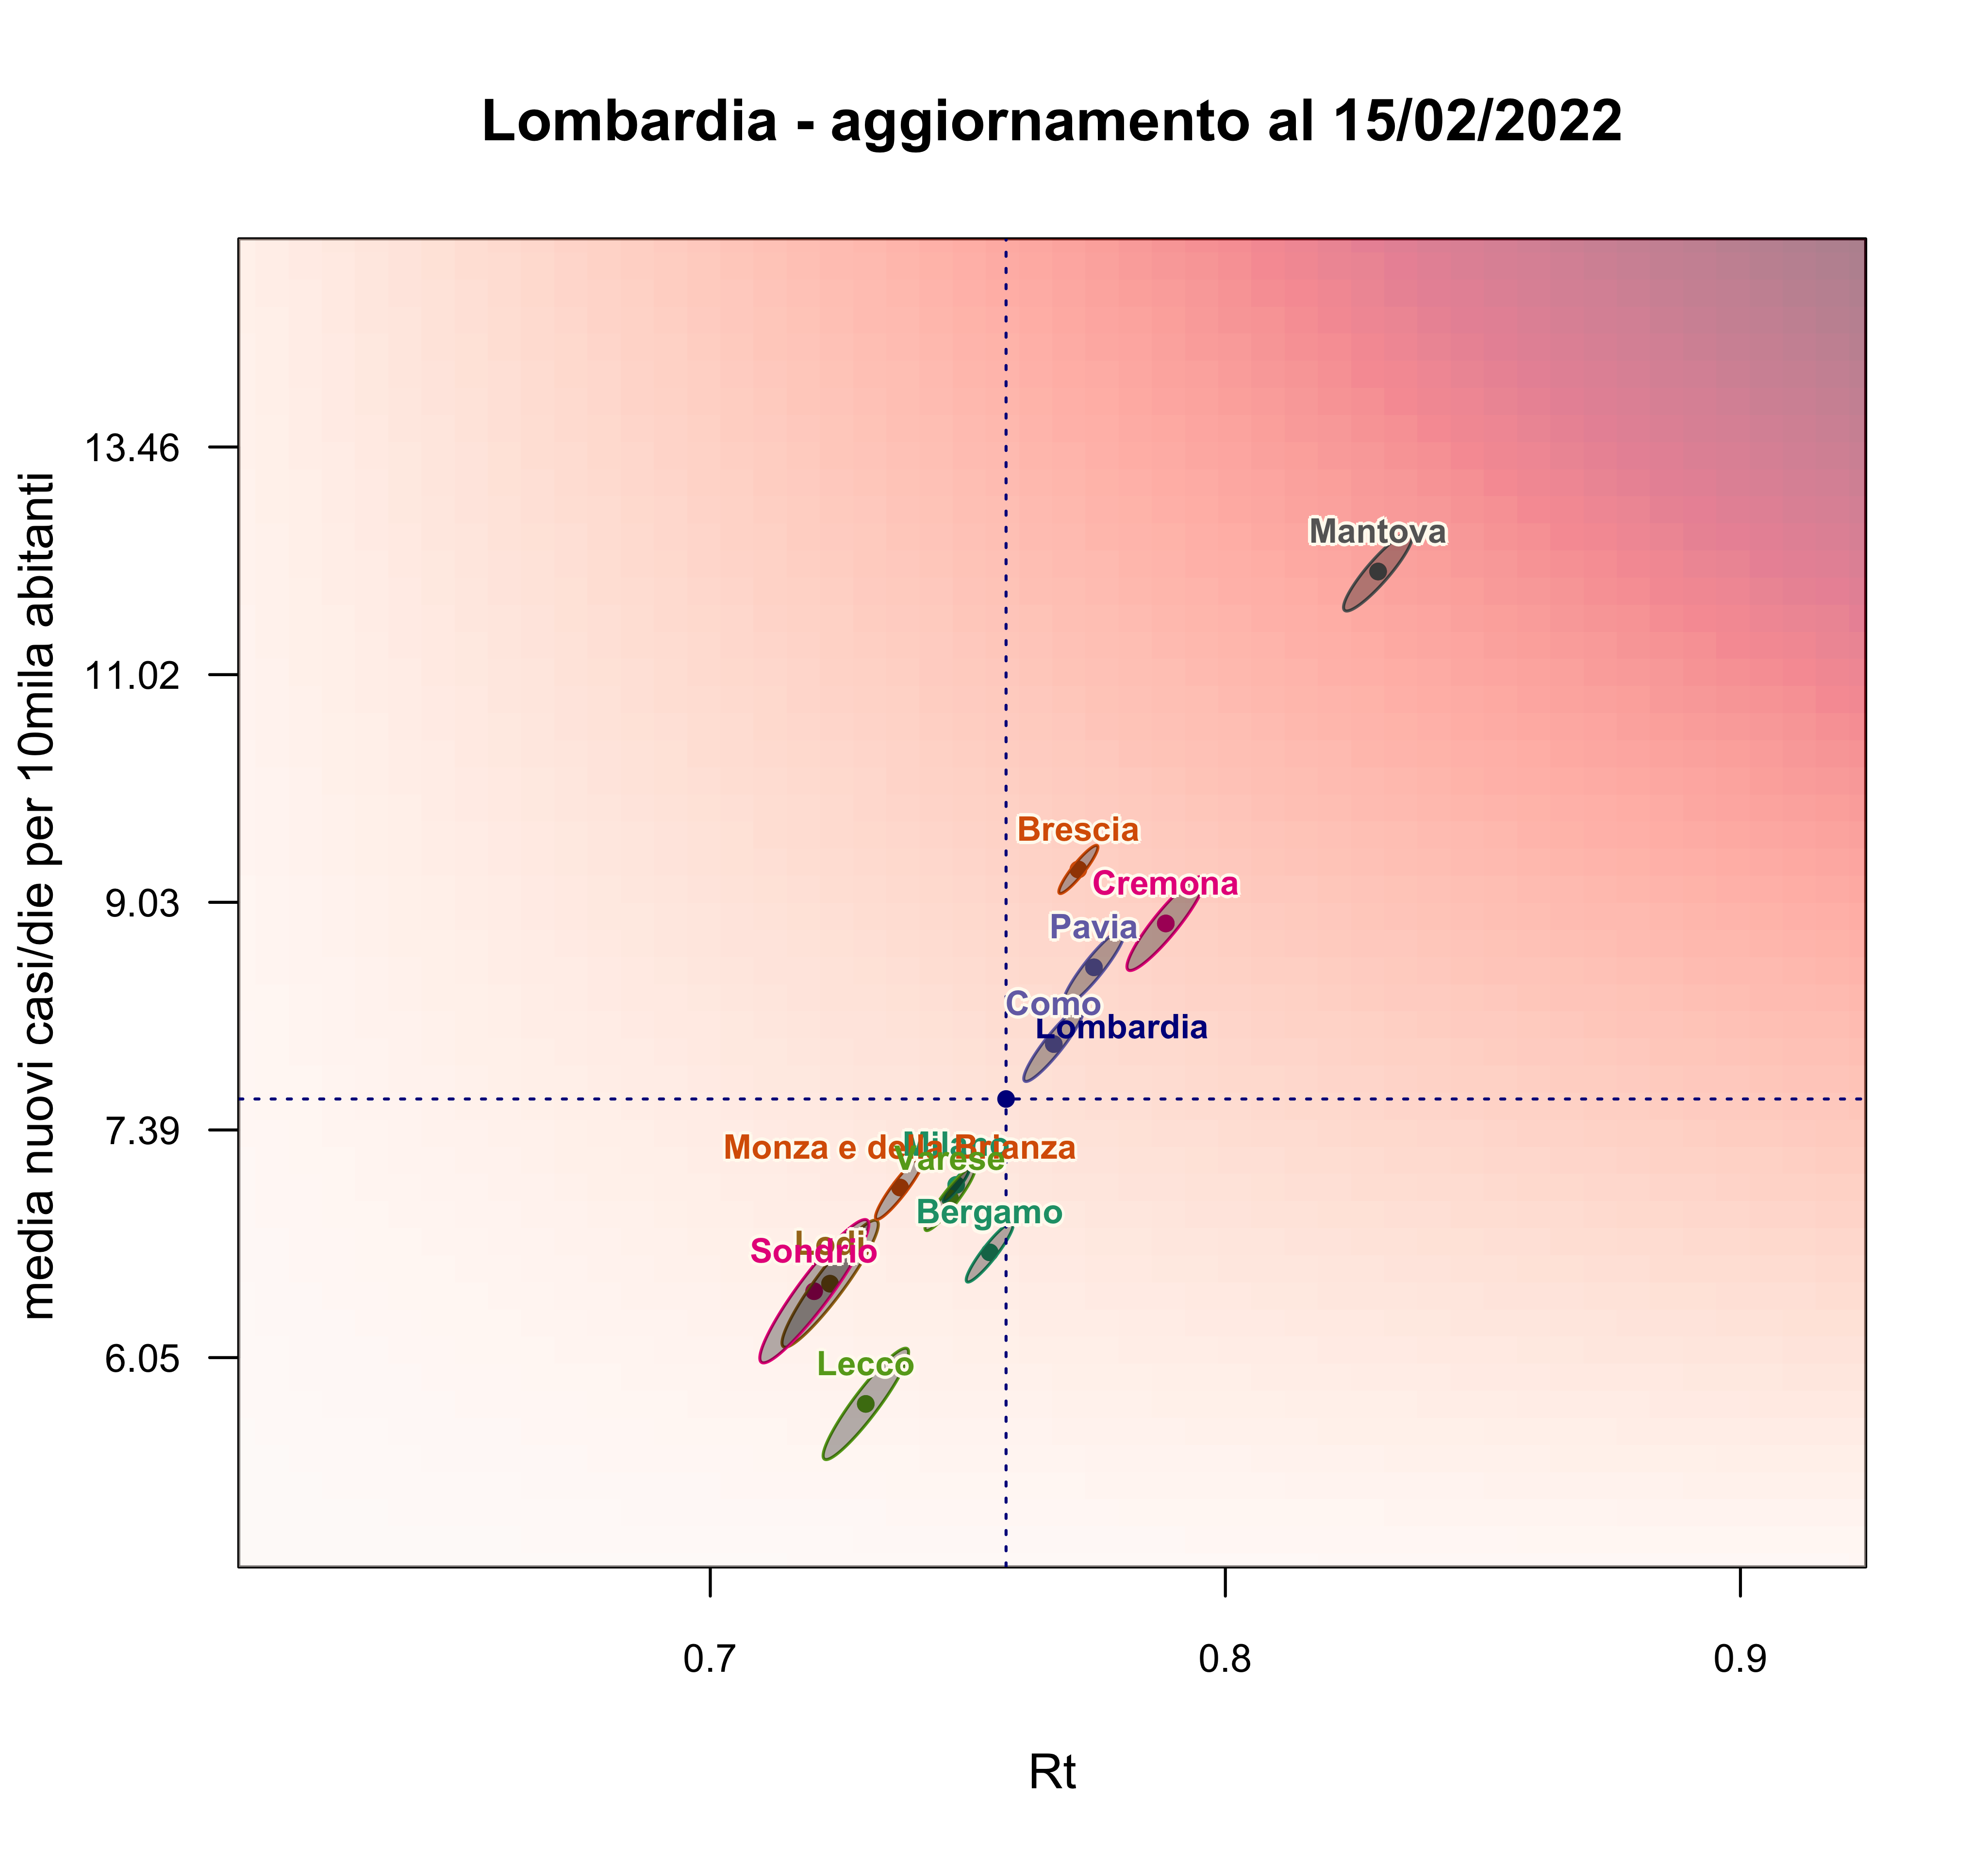 Lombardia - aggiornamento al 15/02/2022
media nuovi casi/die per 10mila abitanti
13.46
11.02
9.03
7.39
6.05
Mantova
Brescia
Cremona
Pavia
Como
Lombardia
Milano
Monza e della Brianza
Varese
Bergamo
Lodi
Sondrio
Lecco
0.7
0.8
0.9
Rt